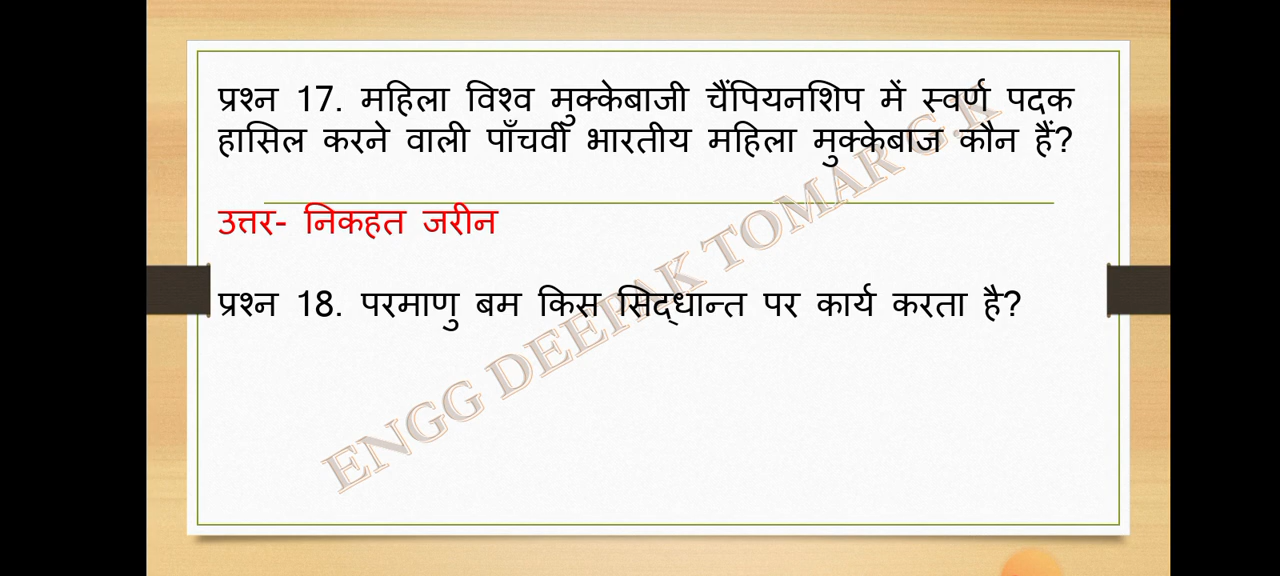 प्रश्न 17. महिला विश्व मुक्केबाजी चैंपियनशिप में स्वर्ण पदक
हासिल करने वाली पाँचवीं भारतीय महिला मुक्केबाज कौन हैं?
उत्तर- निकहत जरीन
प्रश्न 18. परमाणु बम किस सिद्धान्त पर कार्य करता है?
ENGG DEEPAK TOMAR G.K